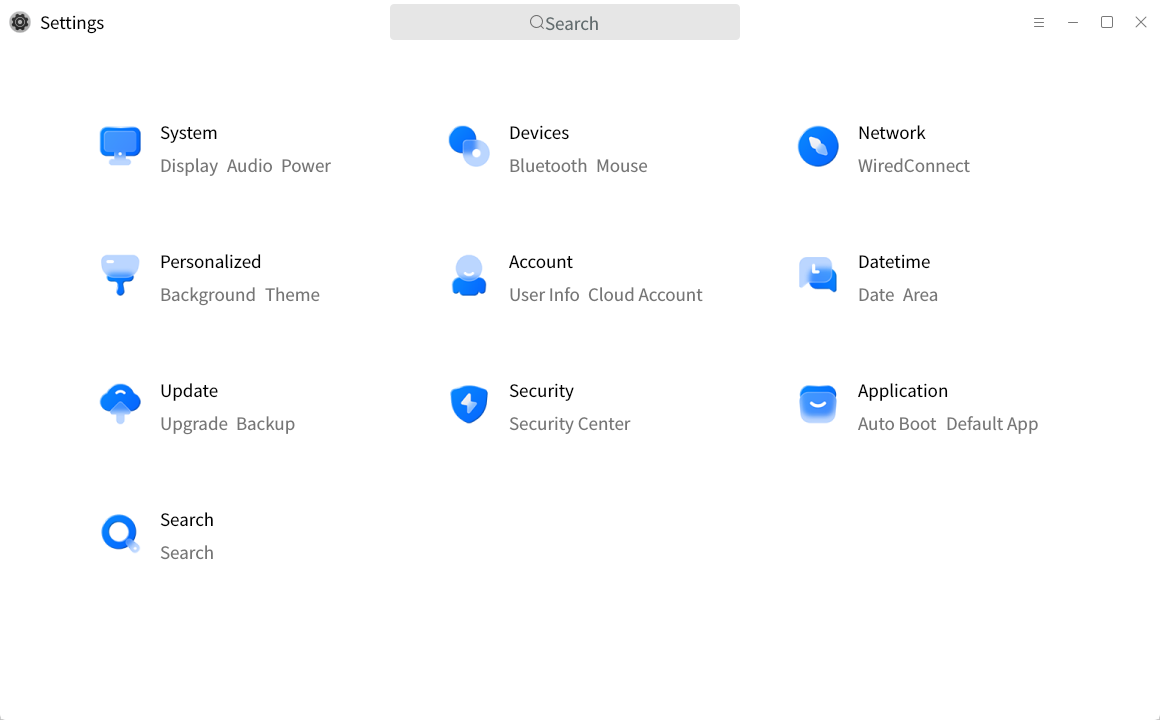 Settings
Search
System
Display Audio Power
Devices
Bluetooth Mouse
Network
WiredConnect
Personalized
Background Theme
Account
User Info Cloud Account
Datetime
Date Area
Update
Upgrade Backup
Security
Security Center
Application
Auto Boot Default App
Search
Search